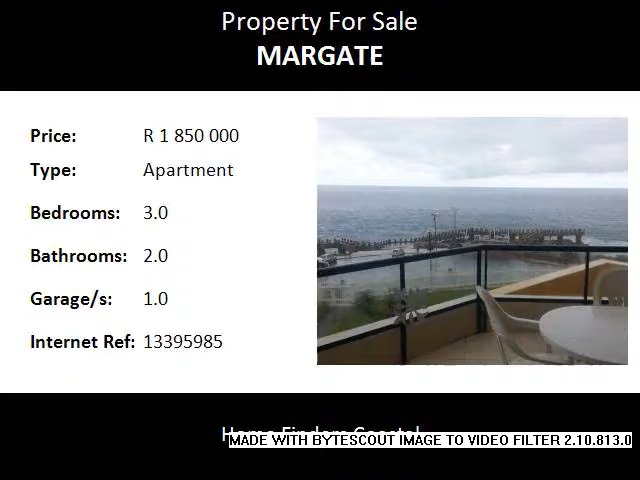 Property For Sale
MARGATE
Price: R 1 850 000
Type: Apartment
Bedrooms: 3.0
Bathrooms: 2.0
Garage/s: 1.0
Internet Ref: 13395985
MADE WITH BYTESCOUT IMAGE TO VIDEO FILTER 2.10.813.0